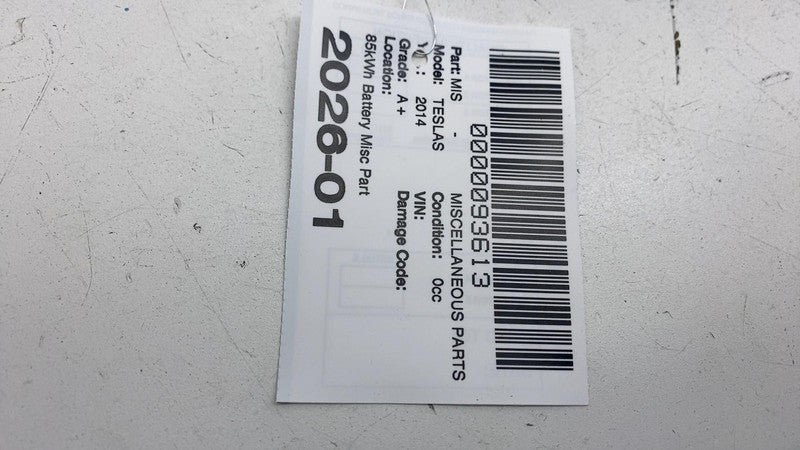 0000093613
Part: MIS - MISCELLANEOUS PARTS
Model: TESLAS Condition: 0cc
2014 VIN:
Grade: A+ Damage Code:
Location:
85kWh Battery Misc Part
2026-01